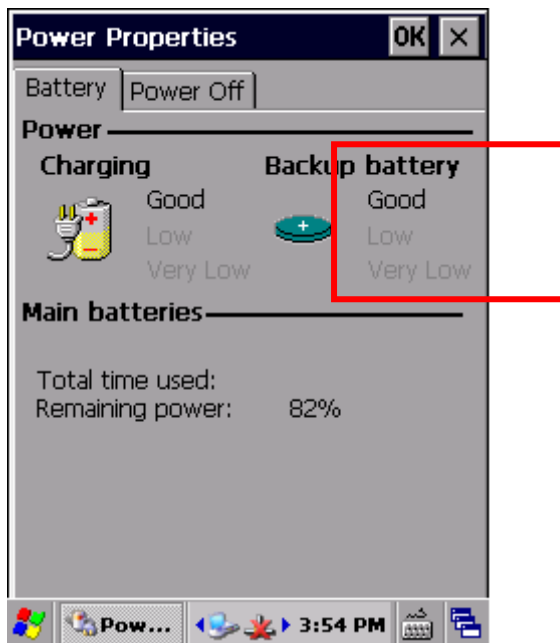 Power Properties OK ×
Battery Power Off
Power
Charging Backup battery
Good Good
Low Low
Very Low Very Low
Main batteries
Total time used:
Remaining power: 82%
Pow... 3:54 PM